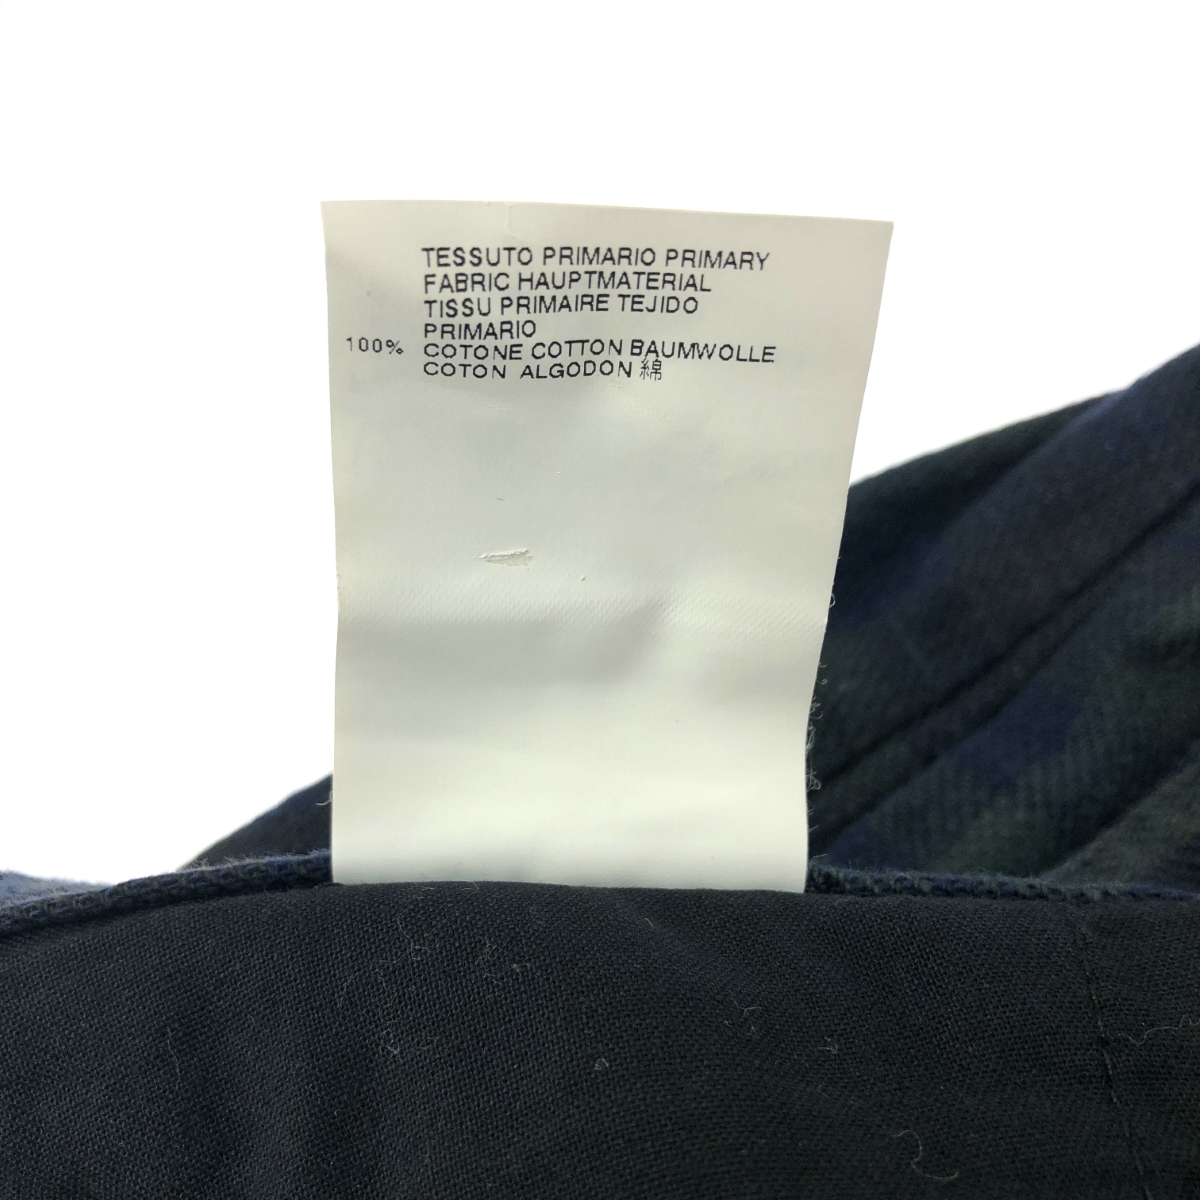 TESSUTO PRIMARIO PRIMARY
FABRIC HAUPTMATERIAL
TISSU PRIMAIRE TEJIDO
PRIMARIO
100% COTONE COTTON BAUMWOLLE
COTON ALGODON 綿